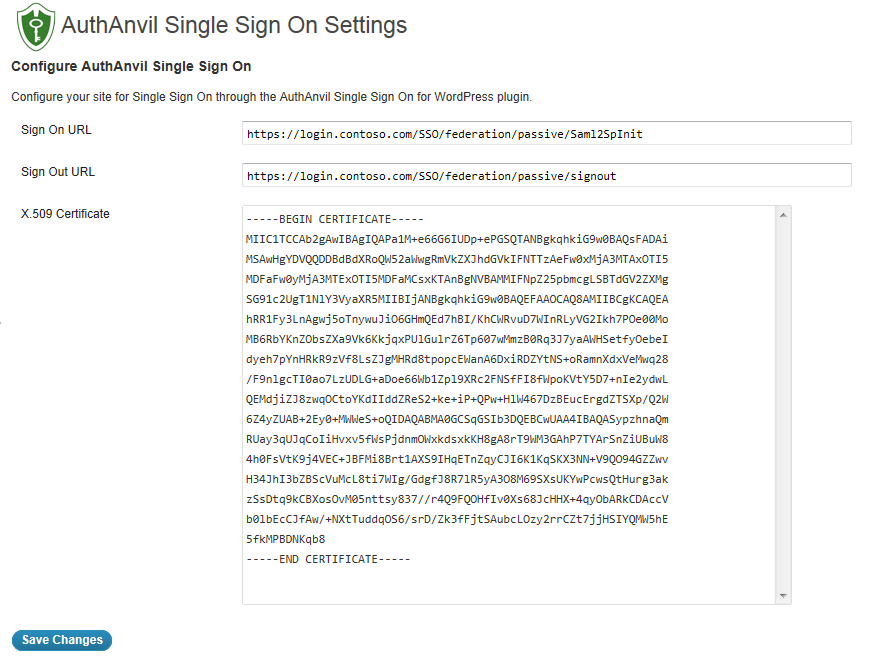 AuthAnvil Single Sign On Settings
Configure AuthAnvil Single Sign On
Configure your site for Single Sign On through the AuthAnvil Single Sign On for WordPress plugin.
Sign On URL
https://login.contoso.com/SSO/federation/passive/Saml2SpInit
Sign Out URL
https://login.contoso.com/SSO/federation/passive/signout
X.509 Certificate
-----BEGIN CERTIFICATE-----
MIIC1TCCAb2gAwIBAgIQAPa1M+e66G6IUDp+ePGSQTANBgkqhkiG9w0BAQsFADAi
MSAwHgYDVQQDDBdBdXRoQW52aWwgRmVkZXJhdGVkIFNTTzAeFw0xMjA3MTAxOTI5
MDFaFw0yMjA3MTExOTI5MDFaMCsxKTAnBgNVBAMMIFNpZ25pbmcgLSBTdGV2ZXMg
SG91c2UgT1NlY3VyaXR5MIIBIjANBgkqhkiG9w0BAQEFAAOCAQ8AMIIBCgKCAQEA
hRR1Fy3LnAgwj5oTnywuJiO6GHmQEd7hBI/KhCWRvuD7WInRLyVG2Ikh7POe00Mo
MB6RbYKnZObsZXa9Vk6KkjqxPUlGulrZ6Tp607wMmzB0Rq3J7yaAWHSetfyOebeI
dyeh7pYnHRkR9zVf8LsZJgMHRd8tpopcEWanA6DxiRDZYtNS+oRamnXdxVeMwq28
/F9nlgcTI0ao7LzUDLG+aDoe66Wb1Zpl9XRc2FNSfFI8fWpoKVtY5D7+nIe2ydwL
QEMdjiZJ8zwqOCtoYKdIIddZReS2+ke+iP+QPw+HlW467DzBEucErgdZTSXp/Q2W
6Z4yZUAB+2Ey0+MWWeS+oQIDAQABMA0GCSqGSIb3DQEBCwUAA4IBAQASypzhnaQm
RUay3qUJqCoIiHvxv5fWsPjdnmOWxkdsxkKH8gA8rT9WM3GAhP7TYArSnZiUBuW8
4h0FsVtK9j4VEC+JBFMi8Brt1AXS9IHqETnZqyCJI6K1KqSKX3NN+V9QO94GZZwv
H34JhI3bZBScVuMcL8ti7WIg/GdgfJ8R7lR5yA3O8M69SXsUKYwPcwsQtHurg3ak
zSsDtq9kCBXosOvM05nttsy837//r4Q9FQOHfIv0Xs68JcHHX+4qyObARkCDAccV
b0lbEcCJfAw/+NXtTuddqOS6/srD/Zk3fFjtSAubcLOzy2rrCZt7jjHSIYQMW5hE
5fkMPBDNKqb8
-----END CERTIFICATE-----
Save Changes